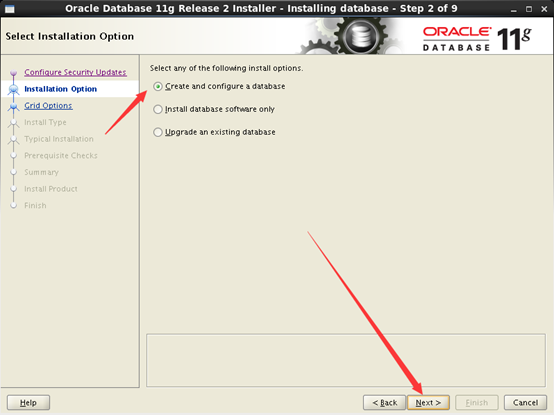 Oracle Database 11g Release 2 Installer - Installing database - Step 2 of 9
Select Installation Option
ORACLE
DATABASE 11g
Configure Security Updates
Installation Option
Grid Options
Install Type
Typical Installation
Prerequisite Checks
Summary
Install Product
Finish
Select any of the following install options.
Create and configure a database
Install database software only
Upgrade an existing database
Help
< Back
Next >
Finish
Cancel